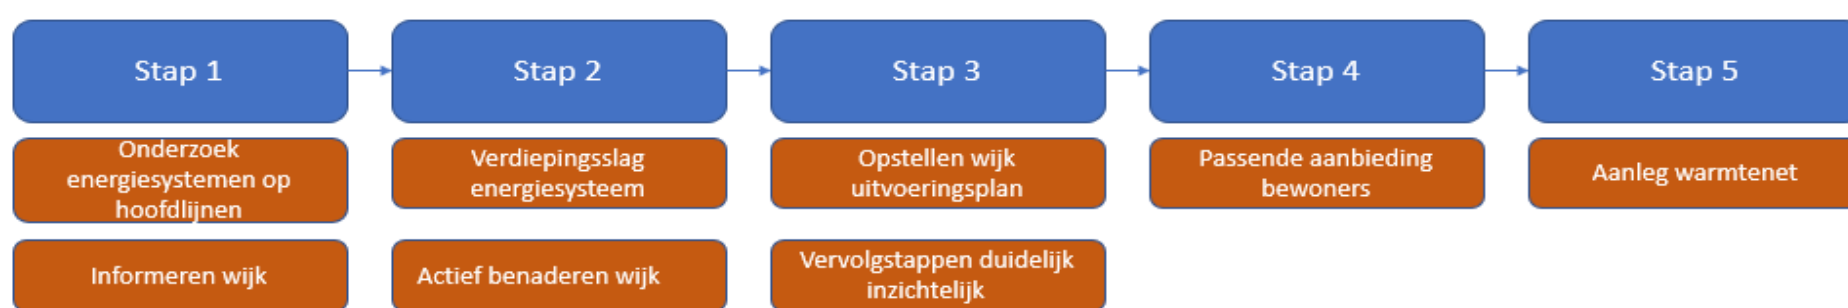 Stap 1
Stap 2
Stap 3
Stap 4
Stap 5
Onderzoek
energiesystemen op
hoofdlijnen
Verdiepingsslag
energiesysteem
Opstellen wijk
uitvoeringsplan
Passende aanbieding
bewoners
Aanleg warmtenet
Informeren wijk
Actief benaderen wijk
Vervolgstappen duidelijk
inzichtelijk